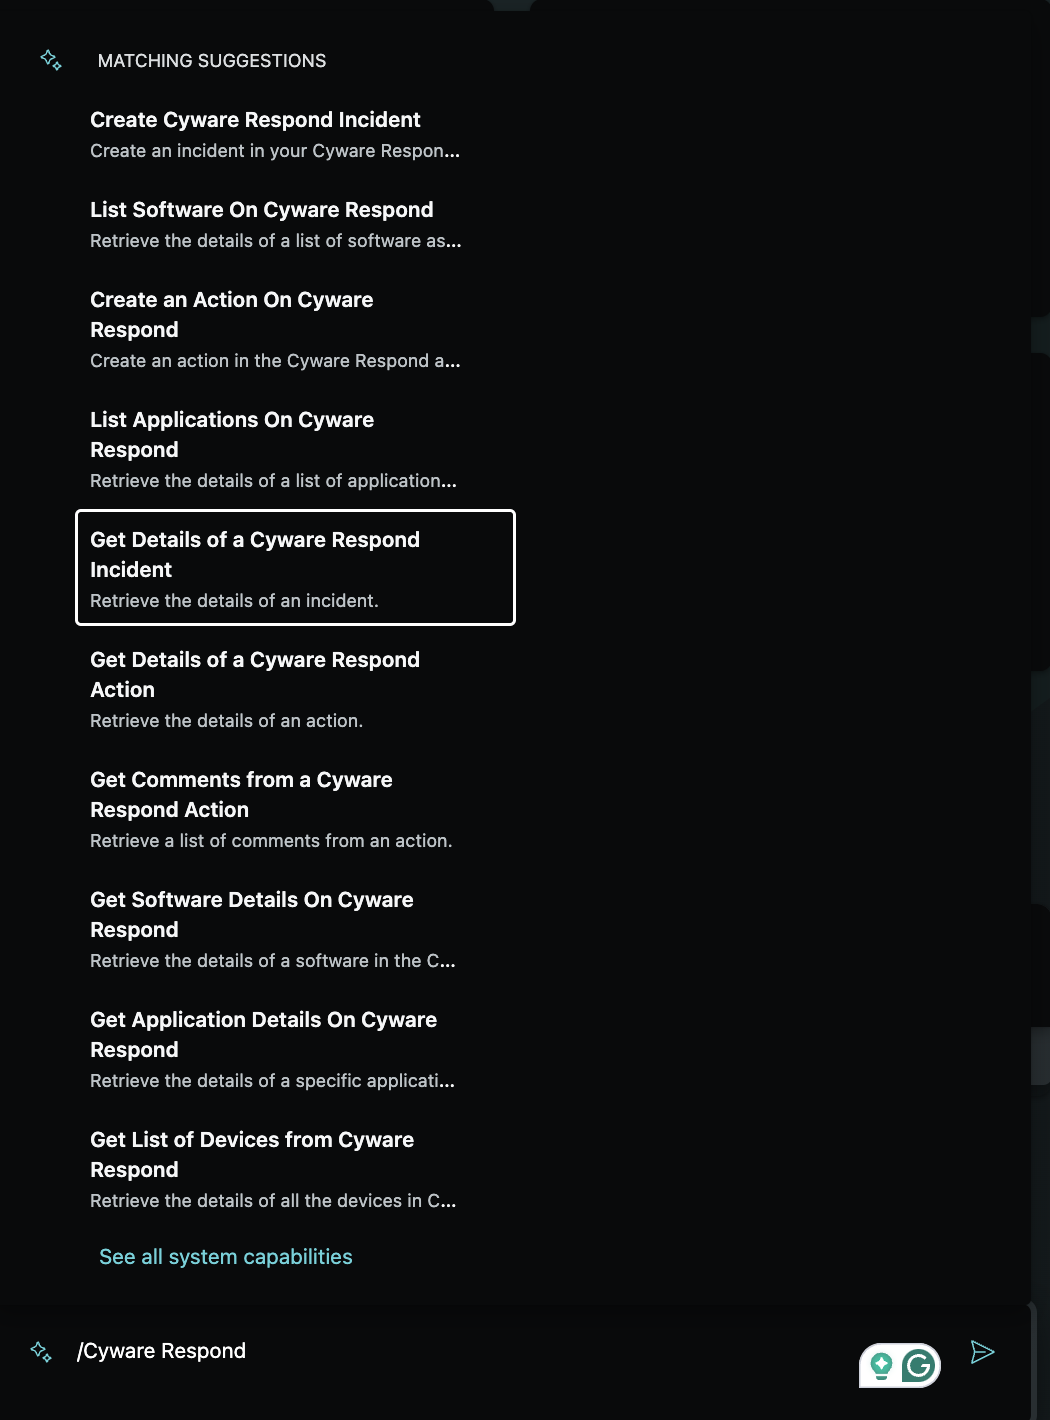 MATCHING SUGGESTIONS
Create Cyware Respond Incident
Create an incident in your Cyware Respon...
List Software On Cyware Respond
Retrieve the details of a list of software as...
Create an Action On Cyware
Respond
Create an action in the Cyware Respond a...
List Applications On Cyware
Respond
Retrieve the details of a list of application...
Get Details of a Cyware Respond
Incident
Retrieve the details of an incident.
Get Details of a Cyware Respond
Action
Retrieve the details of an action.
Get Comments from a Cyware
Respond Action
Retrieve a list of comments from an action.
Get Software Details On Cyware
Respond
Retrieve the details of a software in the C...
Get Application Details On Cyware
Respond
Retrieve the details of a specific applicati...
Get List of Devices from Cyware
Respond
Retrieve the details of all the devices in C...
See all system capabilities
/Cyware Respond